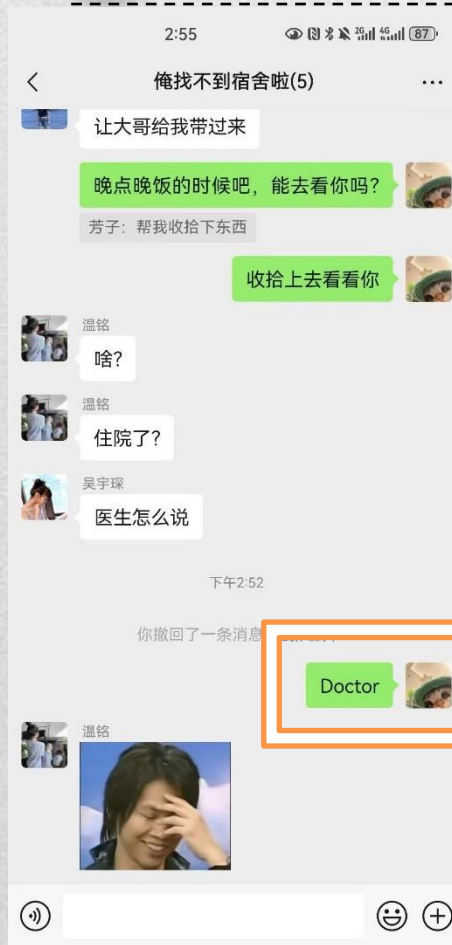 2:55
2G 4G 87
俺找不到宿舍啦(5)
让大哥给我带过来
晚点晚饭的时候吧，能去看你吗？
芳子：帮我收拾下东西
收拾上去看看你
温铭
啥？
温铭
住院了？
吴宇琛
医生怎么说
下午2:52
你撤回了一条消息
Doctor
温铭